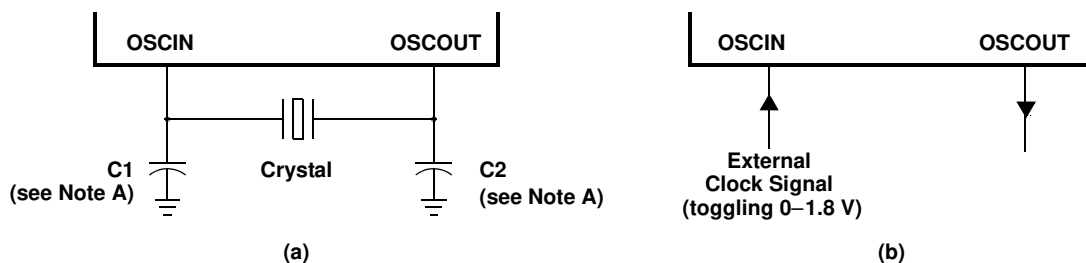 OSCIN OSCOUT
C1
(see Note A)
Crystal
C2
(see Note A)
(a)
OSCIN OSCOUT
External
Clock Signal
(toggling 0–1.8 V)
(b)